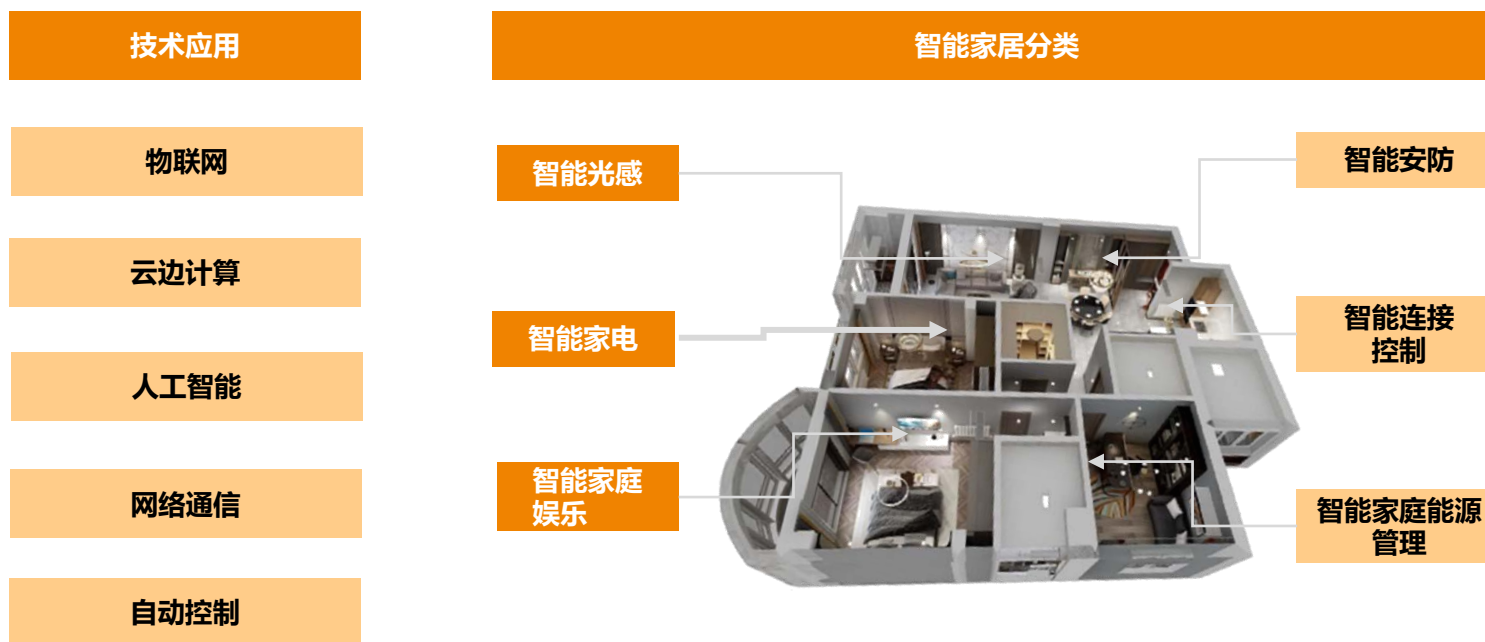 技术应用
物联网
云边计算
人工智能
网络通信
自动控制
智能家居分类
智能光感
智能家电
智能家庭
娱乐
智能安防
智能连接
控制
智能家庭能源
管理